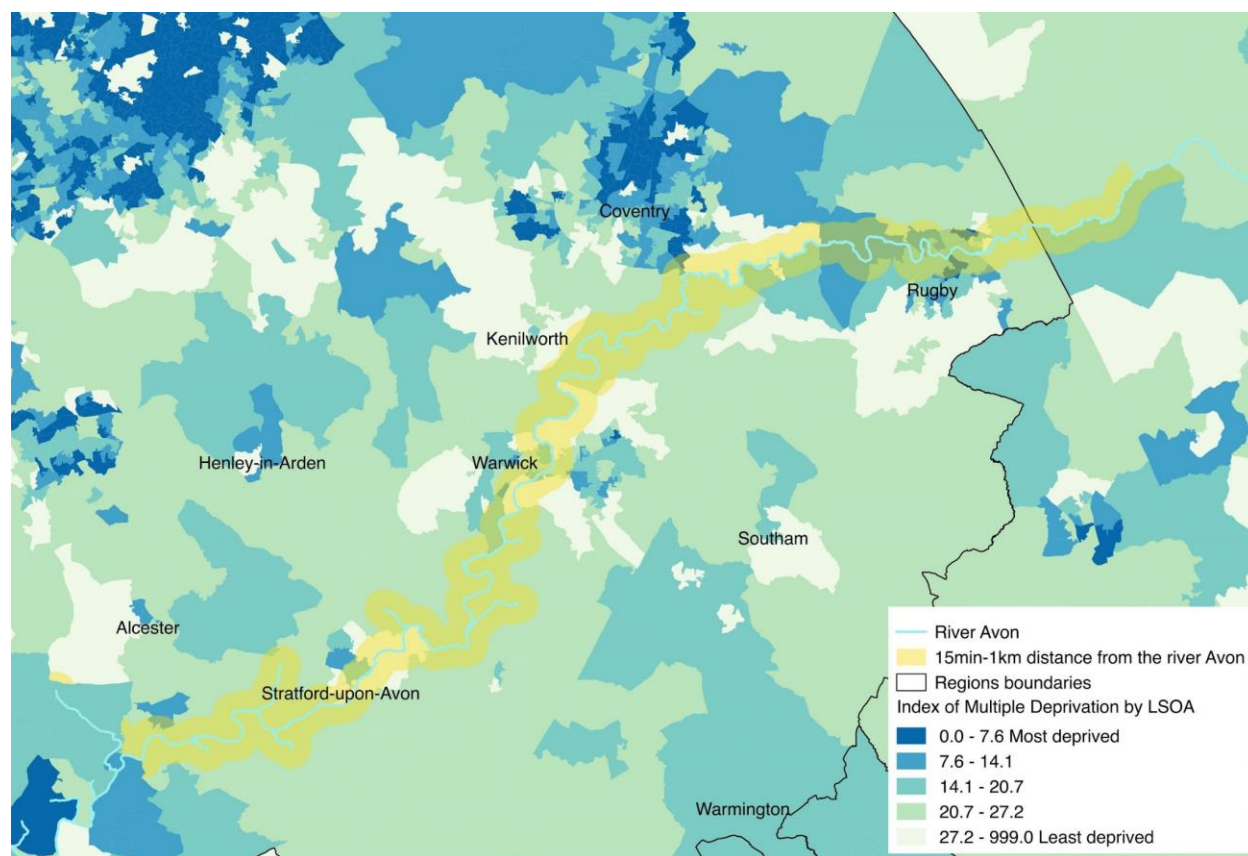 Coventry
Rugby
Kenilworth
Henley-in-Arden
Warwick
Southam
Alcester
Stratford-upon-Avon
Warmington
River Avon
15min-1km distance from the river Avon
Regions boundaries
Index of Multiple Deprivation by LSOA
0.0 - 7.6 Most deprived
7.6 - 14.1
14.1 - 20.7
20.7 - 27.2
27.2 - 999.0 Least deprived